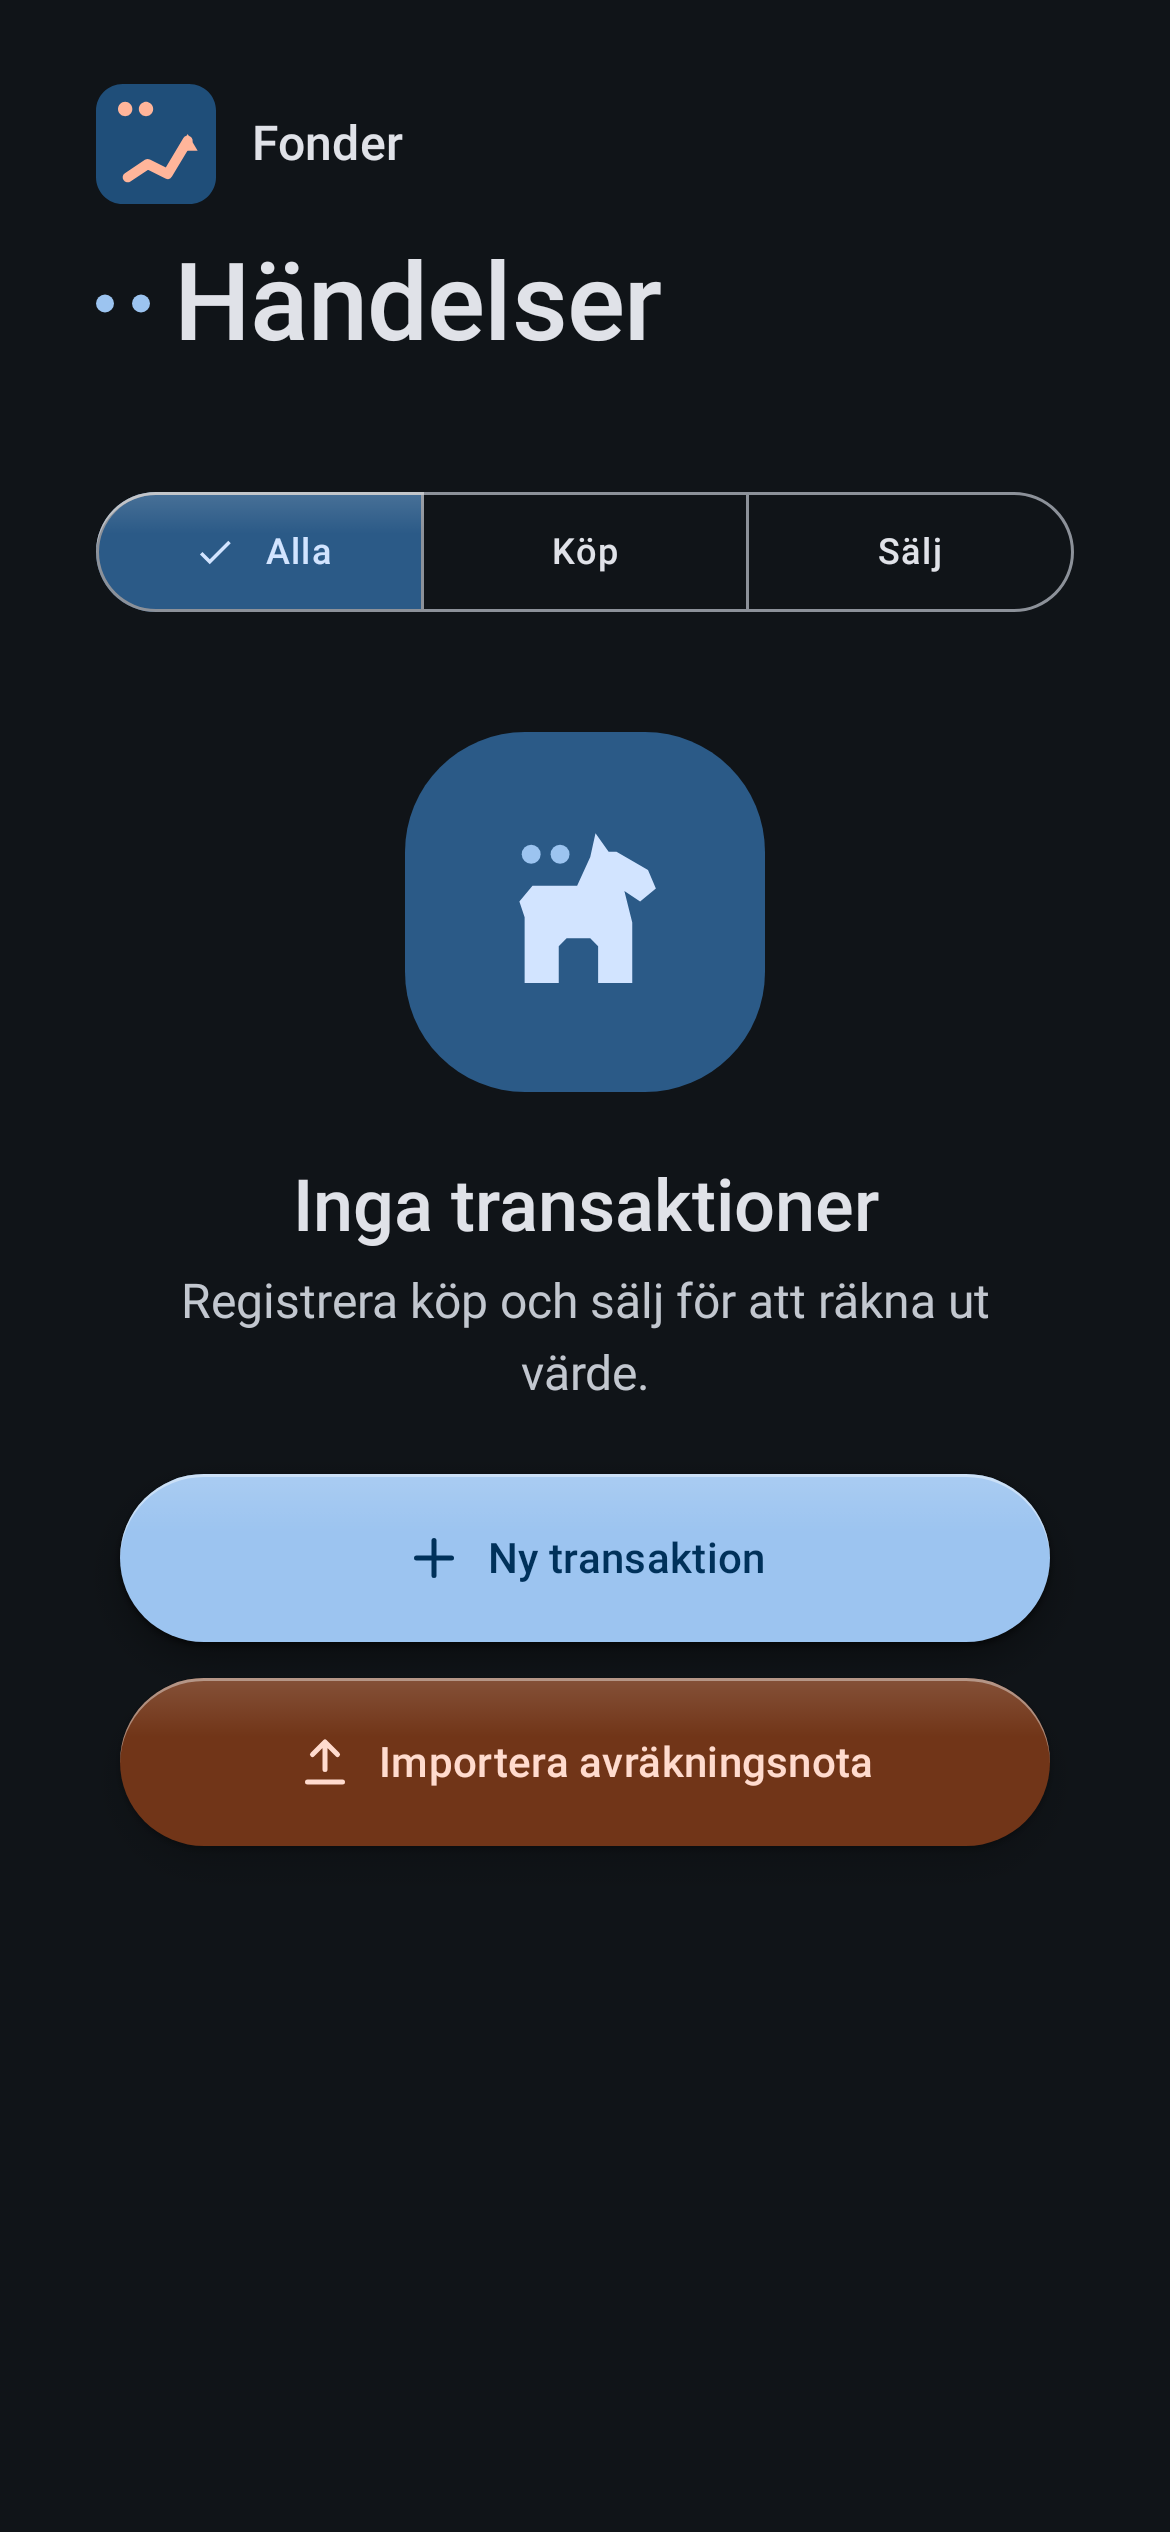 Fonder
Händelser
Alla
Köp
Sälj
Inga transaktioner
Registrera köp och sälj för att räkna ut
värde.
Ny transaktion
Importera avräkningsnota